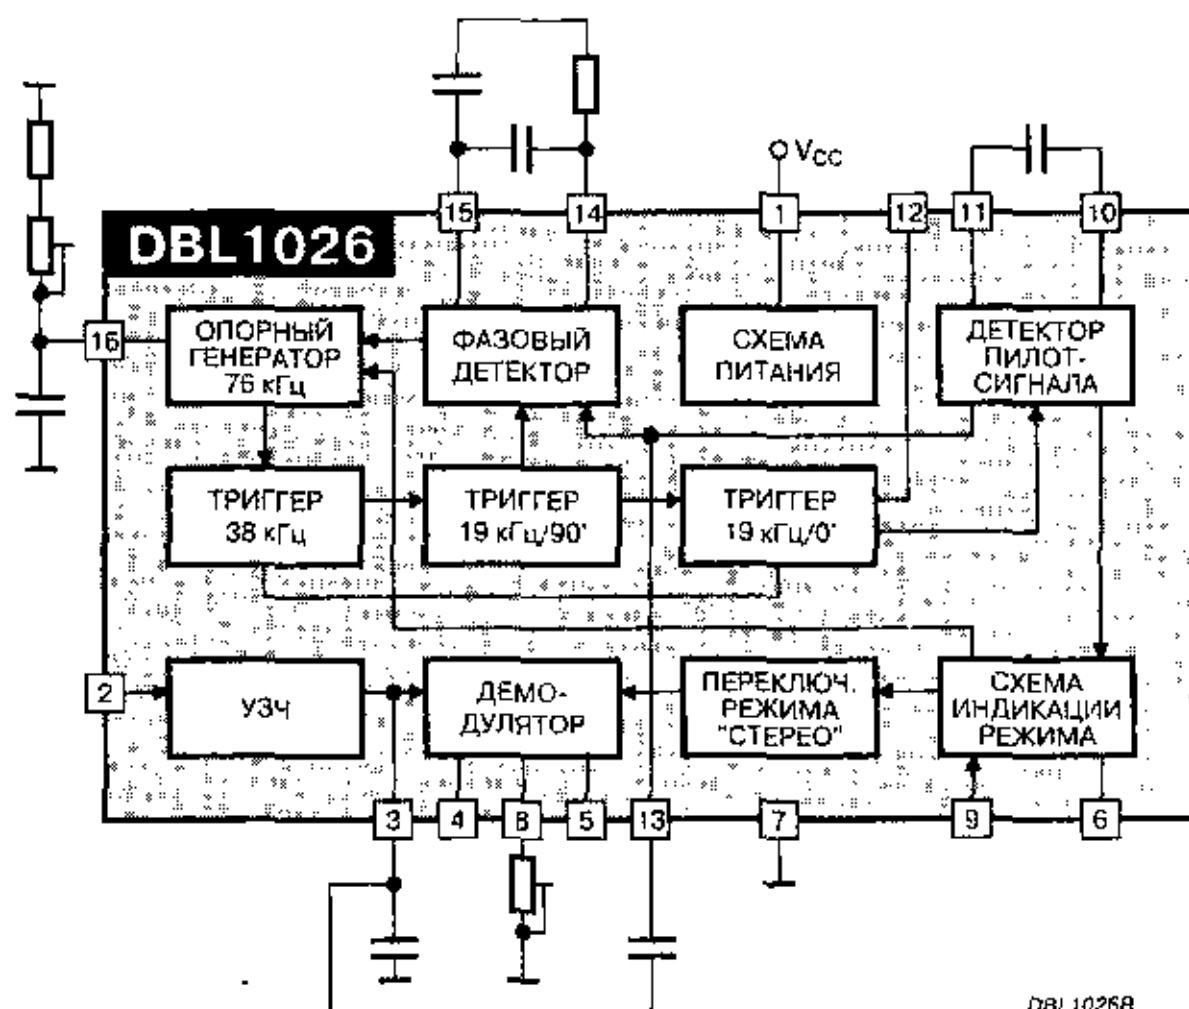 VCC
15
14
1
12
11
10
DBL1026
16
ОПОРНЫЙ
ГЕНЕРАТОР
76 кГц
ФАЗОВЫЙ
ДЕТЕКТОР
СХЕМА
ПИТАНИЯ
ДЕТЕКТОР
ПИЛОТ-
СИГНАЛА
ТРИГГЕР
38 кГц
ТРИГГЕР
19 кГц/90°
ТРИГГЕР
19 кГц/0°
2
УЗЧ
ДЕМО-
ДУЛЯТОР
ПЕРЕКЛЮЧ.
РЕЖИМА
"СТЕРЕО"
СХЕМА
ИНДИКАЦИИ
РЕЖИМА
3
4
8
5
13
7
9
6